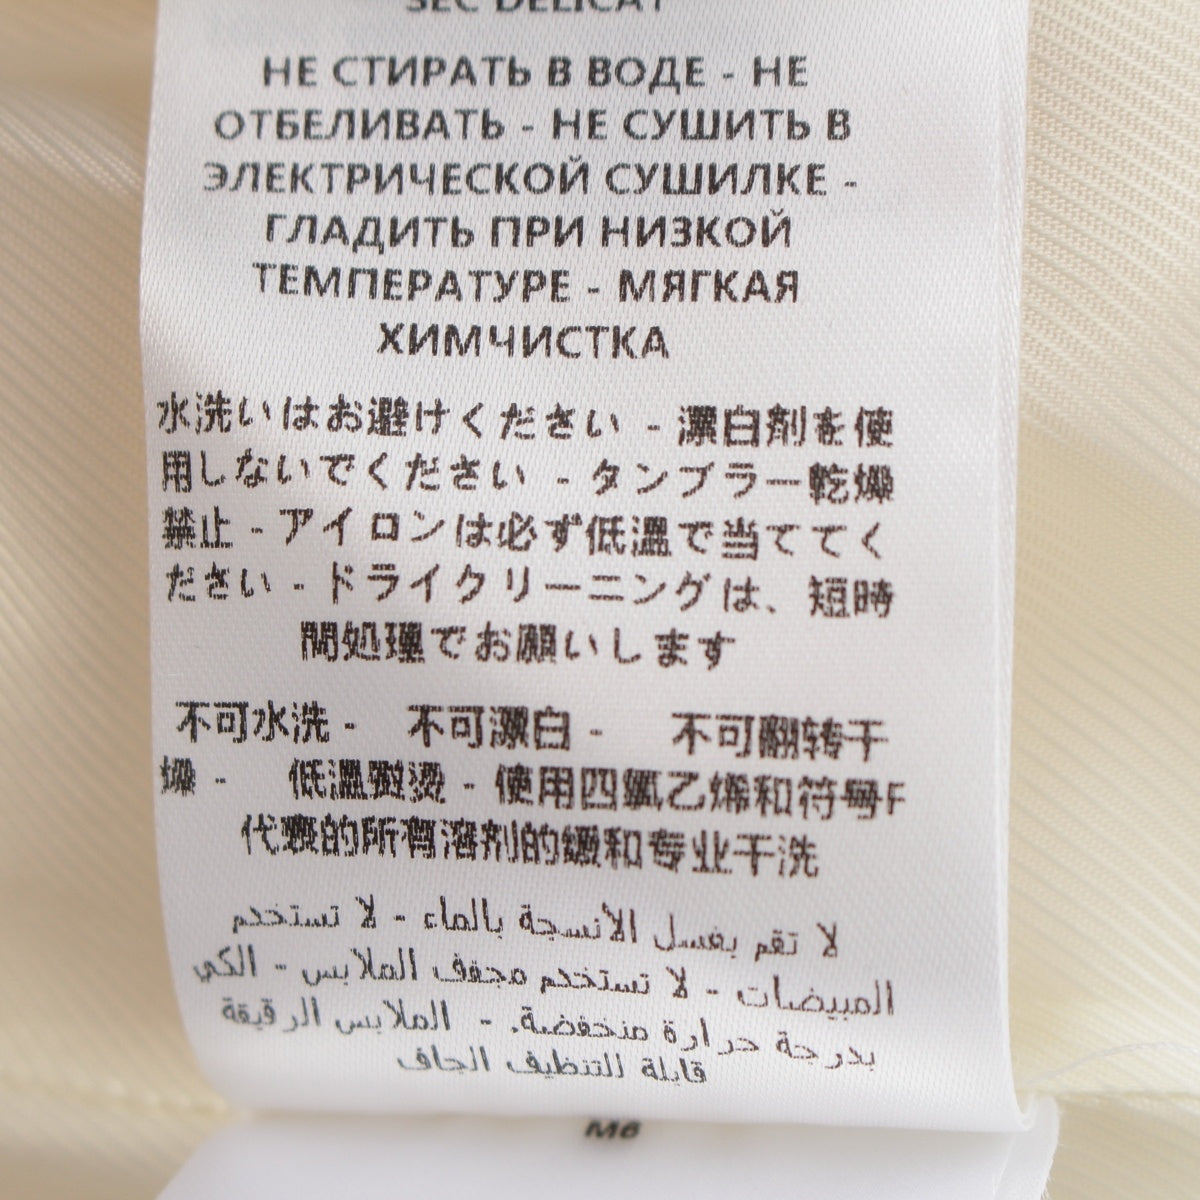 SEC DELICAT
НЕ СТИРАТЬ В ВОДЕ - НЕ
ОТБЕЛИВАТЬ - НЕ СУШИТЬ В
ЭЛЕКТРИЧЕСКОЙ СУШИЛКЕ -
ГЛАДИТЬ ПРИ НИЗКОЙ
ТЕМПЕРАТУРЕ - МЯГКАЯ
ХИМЧИСТКА
水洗いはお避けください - 漂白剤を使
用しないでください - タンブラー乾燥
禁止 - アイロンは必ず低温で当ててく
ださい - ドライクリーニングは、短時
間処理でお願いします
不可水洗 - 不可漂白 - 不可翻转干
燥 - 低温熨烫 - 使用四氯乙烯和符号F
代表的所有溶剂的缓和专业干洗
لا تقم بغسل الأنسجة بالماء - لا تستخدم
المبيضات - لا تستخدم مجفف الملابس - الكي
بدرجة حرارة منخفضة. - الملابس الرقيقة
قابلة للتنظيف الجاف
M6